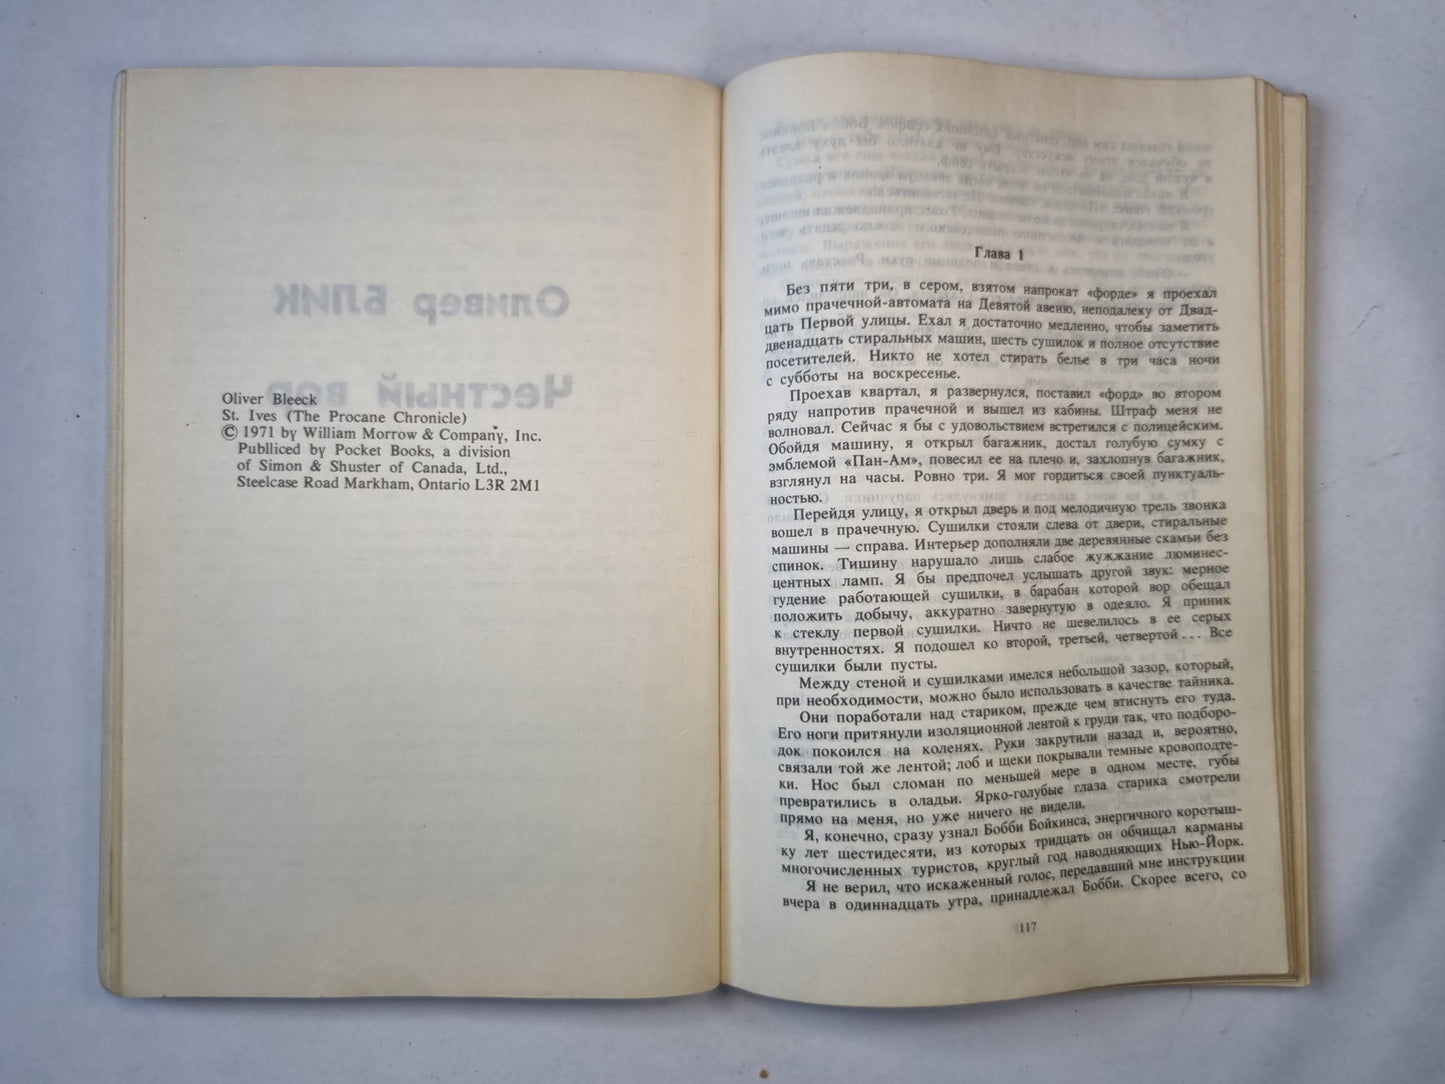 Oliver Bleeck
St. Ives (The Procane Chronicle)
© 1971 by William Morrow & Company, Inc.
Publliced by Pocket Books, a division
of Simon & Shuster of Canada, Ltd.,
Steelcase Road Markham, Ontario L3R 2M1
Оливер БЛИК
Честный вор
Глава 1
Без пяти три, в сером, взятом напрокат «форде» я проехал
мимо прачечной-автомата на Девятой авеню, неподалеку от Двад-
цать Первой улицы. Ехал я достаточно медленно, чтобы заметить
двенадцать стиральных машин, шесть сушилок и полное отсутствие
посетителей. Никто не хотел стирать белье в три часа ночи
с субботы на воскресенье.
Проехав квартал, я развернулся, поставил «форд» во втором
ряду напротив прачечной и вышел из кабины. Штраф меня не
волновал. Сейчас я бы с удовольствием встретился с полицейским.
Обойдя машину, я открыл багажник, достал голубую сумку с
эмблемой «Пан-Ам», повесил ее на плечо и, захлопнув багажник,
взглянул на часы. Ровно три. Я мог гордиться своей пунктуаль-
ностью.
Перейдя улицу, я открыл дверь и под мелодичную трель звонка
вошел в прачечную. Сушилки стояли слева от двери, стиральные
машины — справа. Интерьер дополняли две деревянные скамьи без
спинок. Тишину нарушало лишь слабое жужжание люминес-
центных ламп. Я бы предпочел услышать другой звук: мерное
гудение работающей сушилки, в барабан которой вор обещал
положить добычу, аккуратно завернутую в одеяло. Я приник
к стеклу первой сушилки. Ничто не шевелилось в ее серых
внутренностях. Я подошел ко второй, третьей, четвертой... Все
сушилки были пусты.
Между стеной и сушилками имелся небольшой зазор, который,
при необходимости, можно было использовать в качестве тайника.
Они поработали над стариком, прежде чем втиснуть его туда.
Его ноги притянули изоляционной лентой к груди так, что подборо-
док покоился на коленях. Руки закрутили назад и, вероятно,
связали той же лентой; лоб и щеки покрывали темные кровоподте-
ки. Нос был сломан по меньшей мере в одном месте, губы
превратились в оладьи. Ярко-голубые глаза старика смотрели
прямо на меня, но уже ничего не видели.
Я, конечно, сразу узнал Бобби Бойкинса, энергичного коротыш-
ку лет шестидесяти, из которых тридцать он обчищал карманы
многочисленных туристов, круглый год наводняющих Нью-Йорк.
Я не верил, что искаженный голос, передавший мне инструкции
вчера в одиннадцать утра, принадлежал Бобби. Скорее всего, со
117